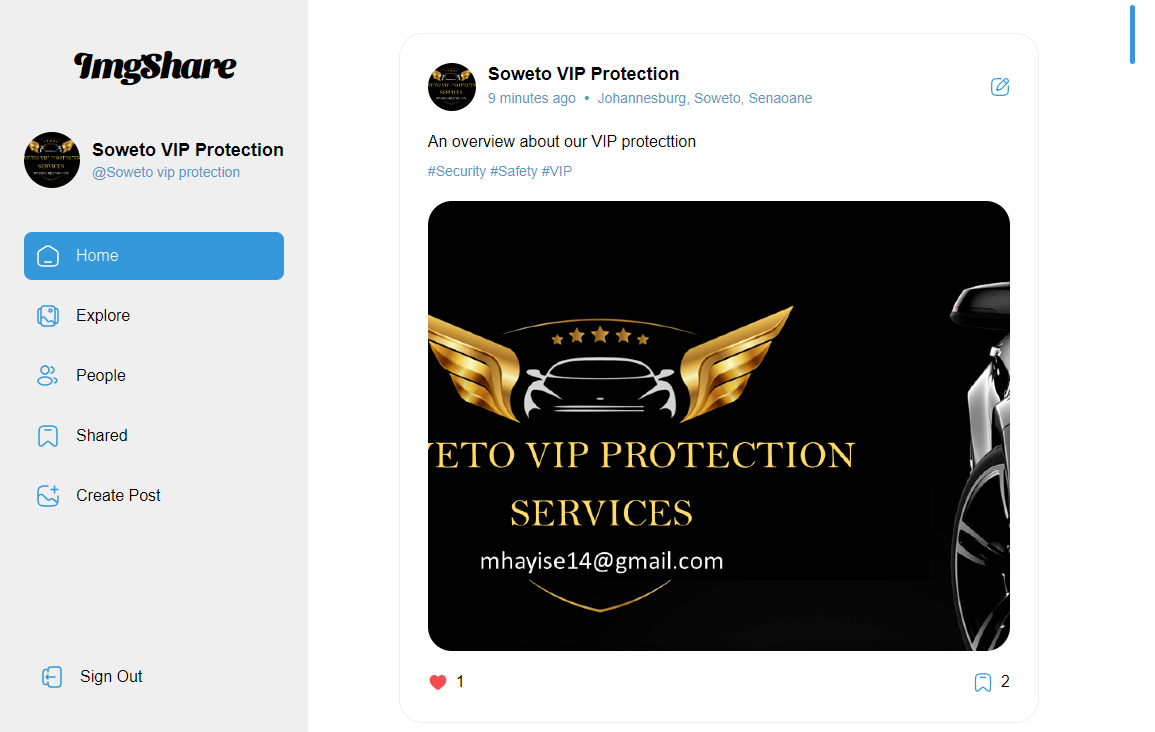 ImgShare
Soweto VIP Protection
@Soweto vip protection
Home
Explore
People
Shared
Create Post
Sign Out
Soweto VIP Protection
9 minutes ago • Johannesburg, Soweto, Senaoane
An overview about our VIP protecttion
#Security #Safety #VIP
WETO VIP PROTECTION
SERVICES
mhayise14@gmail.com
1
2